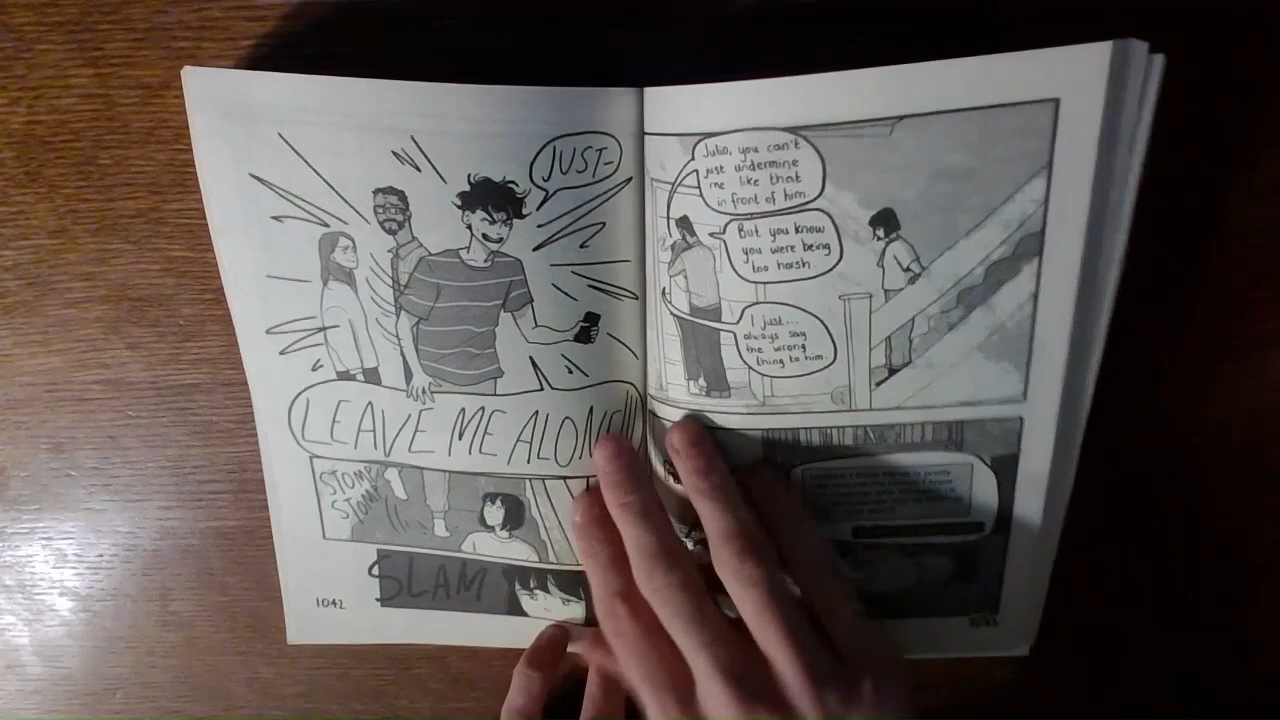 JUST-
LEAVE ME ALONE!!!
STOMP
STOMP
SLAM
1042
Julio, you can't
just undermine
me like that
in front of him.
But you know
you were being
too harsh.
I just...
always say
the wrong
thing to him.